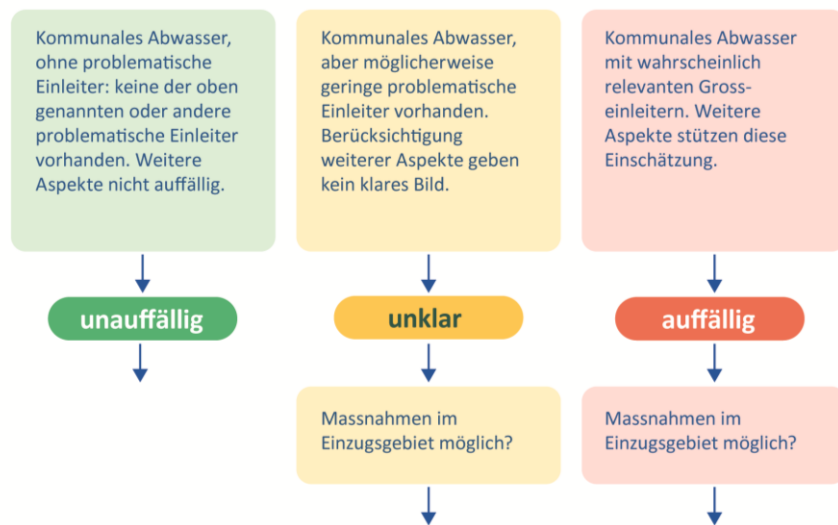 Kommunales Abwasser,
ohne problematische
Einleiter: keine der oben
genannten oder andere
problematische Einleiter
vorhanden. Weitere
Aspekte nicht auffällig.
Kommunales Abwasser,
aber möglicherweise
geringe problematische
Einleiter vorhanden.
Berücksichtigung
weiterer Aspekte geben
kein klares Bild.
Kommunales Abwasser
mit wahrscheinlich
relevanten Gross-
einleitern. Weitere
Aspekte stützen diese
Einschätzung.
unauffällig
unklar
auffällig
Massnahmen im
Einzugsgebiet möglich?
Massnahmen im
Einzugsgebiet möglich?